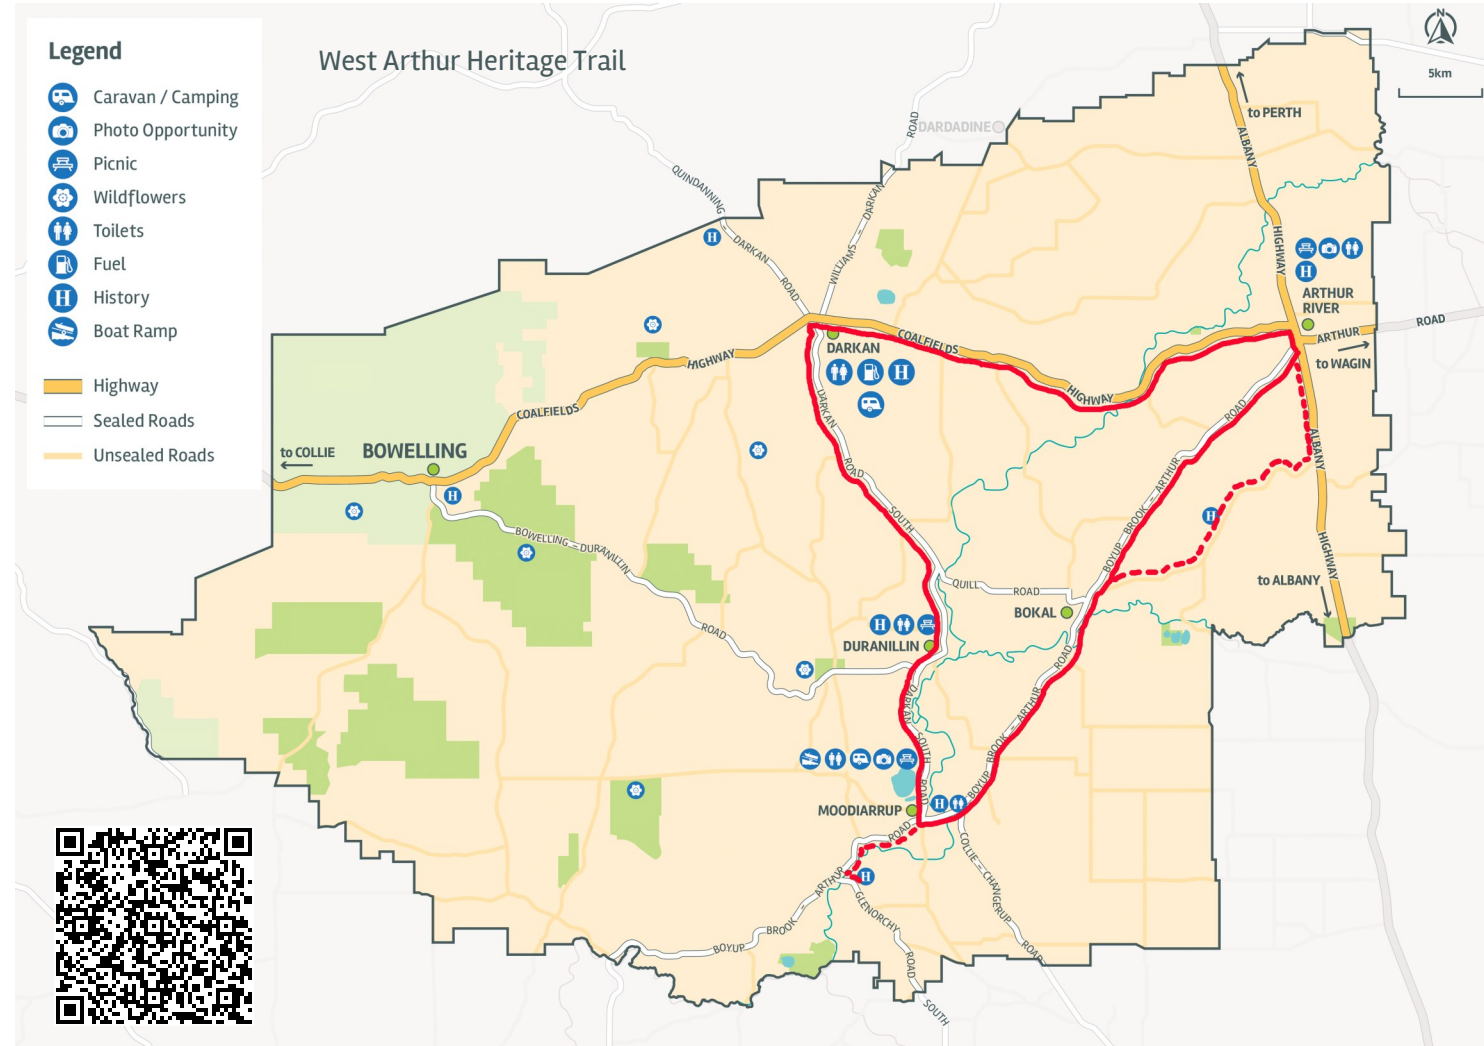 West Arthur Heritage Trail
Legend
Caravan / Camping
Photo Opportunity
Picnic
Wildflowers
Toilets
Fuel
H History
Boat Ramp
Highway
Sealed Roads
Unsealed Roads
N
5km
to PERTH
DARDADINE
ROAD
QUINDANNING – DARKAN ROAD
WILLIAMS – DARKAN
ALBANY HIGHWAY
H
H
ARTHUR
RIVER
ARTHUR ROAD
to WAGIN
DARKAN
COALFIELDS HIGHWAY
H
COALFIELDS HIGHWAY
to COLLIE
BOWELLING
H
BOWELLING – DURANILLIN ROAD
DARKAN ROAD SOUTH
BOYUP BROOK – ARTHUR ROAD
ALBANY HIGHWAY
H
to ALBANY
QUILL ROAD
BOKAL
H
DURANILLIN
DARKAN SOUTH ROAD
BOYUP BROOK – ARTHUR ROAD
MOODIARRUP
H
H
BOYUP BROOK – ARTHUR ROAD
GLENORCHY ROAD SOUTH
COLLIE – CHANGERUP ROAD